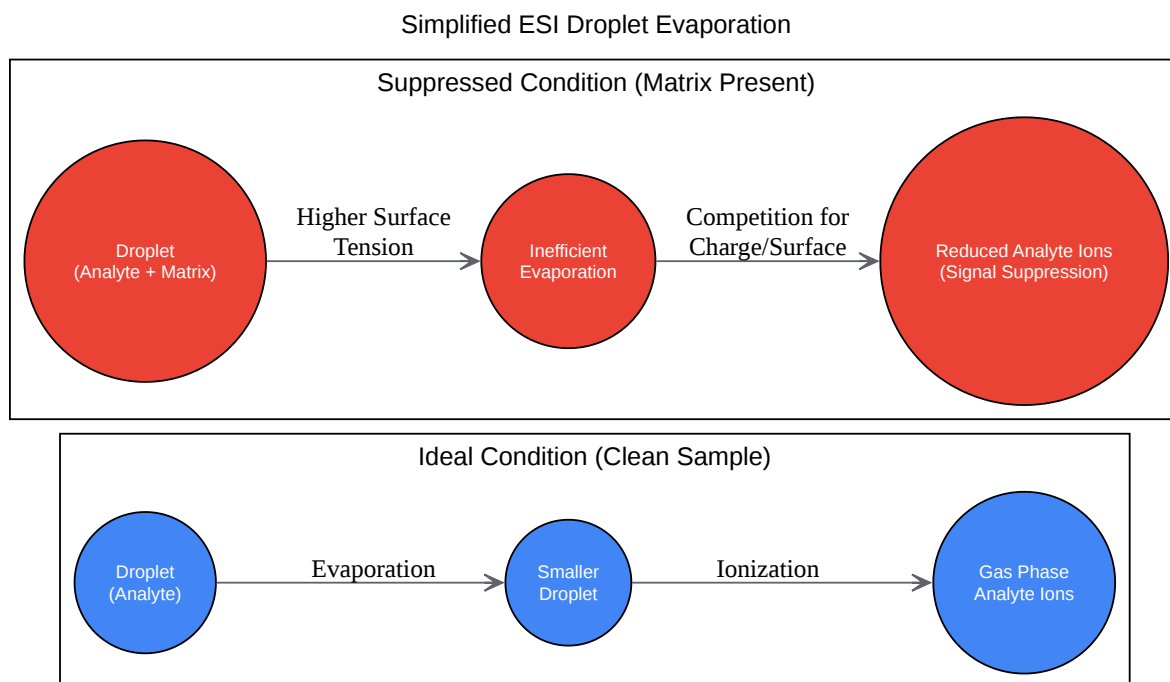 Simplified ESI Droplet Evaporation
Suppressed Condition (Matrix Present)
Droplet
(Analyte + Matrix)
Higher Surface
Tension
Inefficient
Evaporation
Competition for
Charge/Surface
Reduced Analyte Ions
(Signal Suppression)
Ideal Condition (Clean Sample)
Droplet
(Analyte)
Evaporation
Smaller
Droplet
Ionization
Gas Phase
Analyte Ions